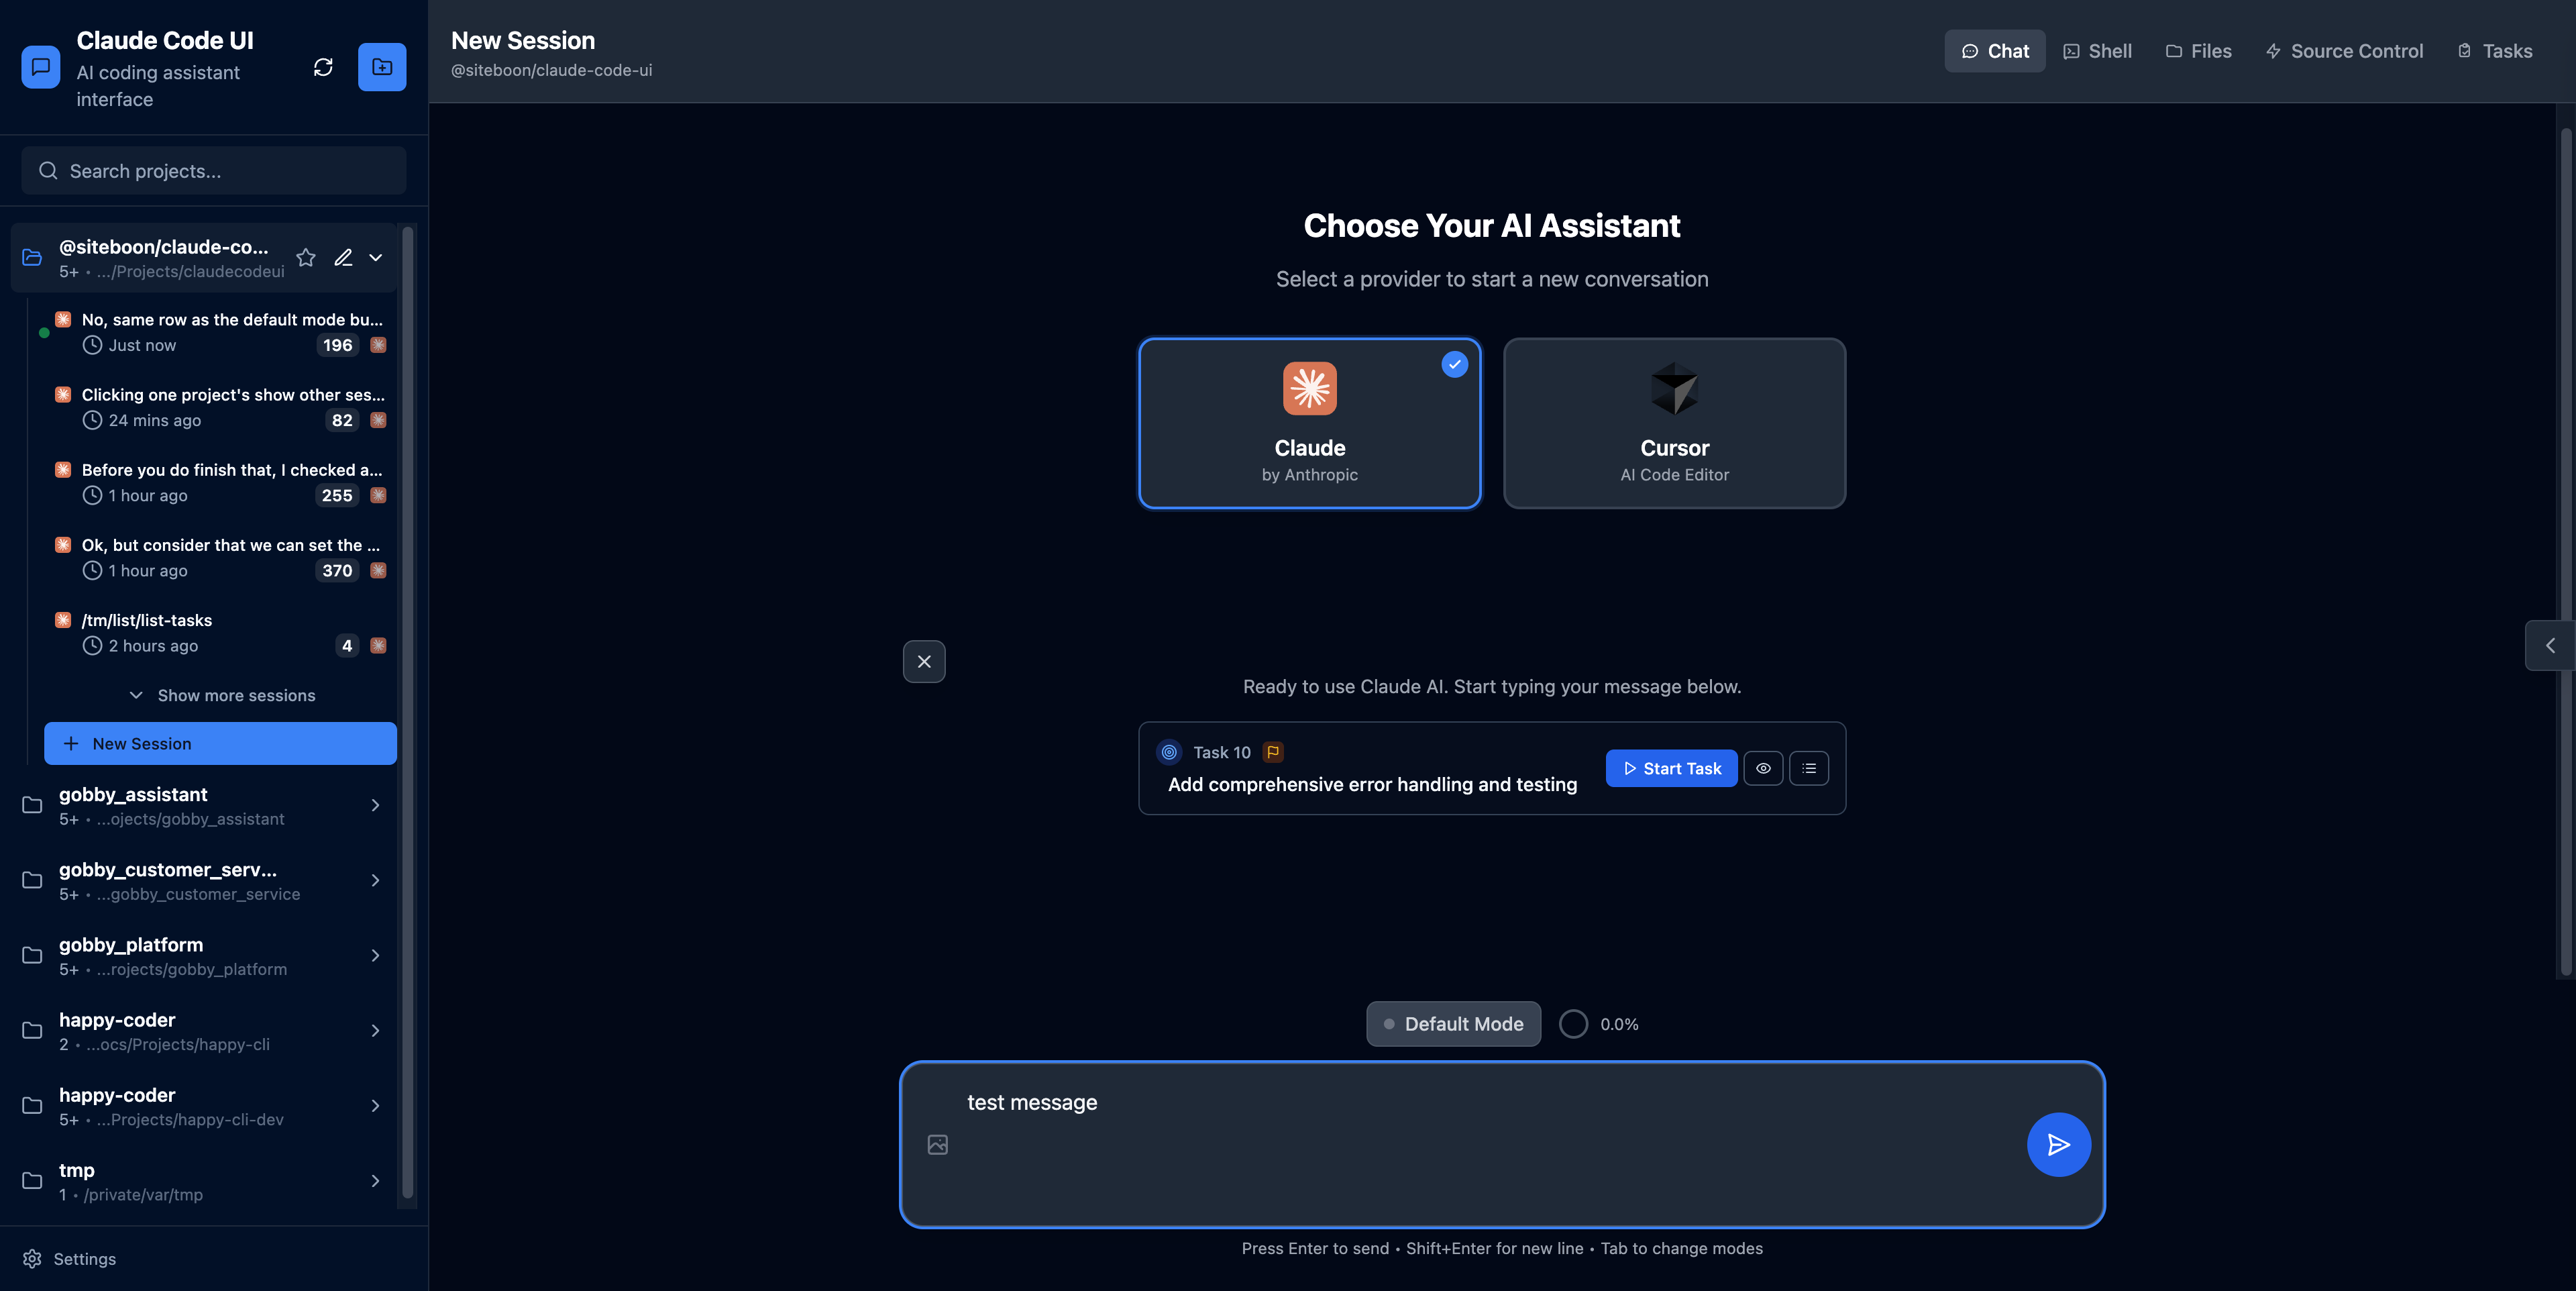 Claude Code UI
AI coding assistant
interface
Search projects...
@siteboon/claude-co...
5+ • .../Projects/claudecodeui
No, same row as the default mode bu...
Just now 196
Clicking one project's show other ses...
24 mins ago 82
Before you do finish that, I checked a...
1 hour ago 255
Ok, but consider that we can set the ...
1 hour ago 370
/tm/list/list-tasks
2 hours ago 4
Show more sessions
New Session
gobby_assistant
5+ • ...ojects/gobby_assistant
gobby_customer_serv...
5+ • ...gobby_customer_service
gobby_platform
5+ • ...rojects/gobby_platform
happy-coder
2 • ...ocs/Projects/happy-cli
happy-coder
5+ • ...Projects/happy-cli-dev
tmp
1 • /private/var/tmp
Settings
New Session
@siteboon/claude-code-ui
Chat Shell Files Source Control Tasks
Choose Your AI Assistant
Select a provider to start a new conversation
Claude
by Anthropic
Cursor
AI Code Editor
Ready to use Claude AI. Start typing your message below.
Task 10
Add comprehensive error handling and testing
Start Task
Default Mode 0.0%
test message
Press Enter to send • Shift+Enter for new line • Tab to change modes